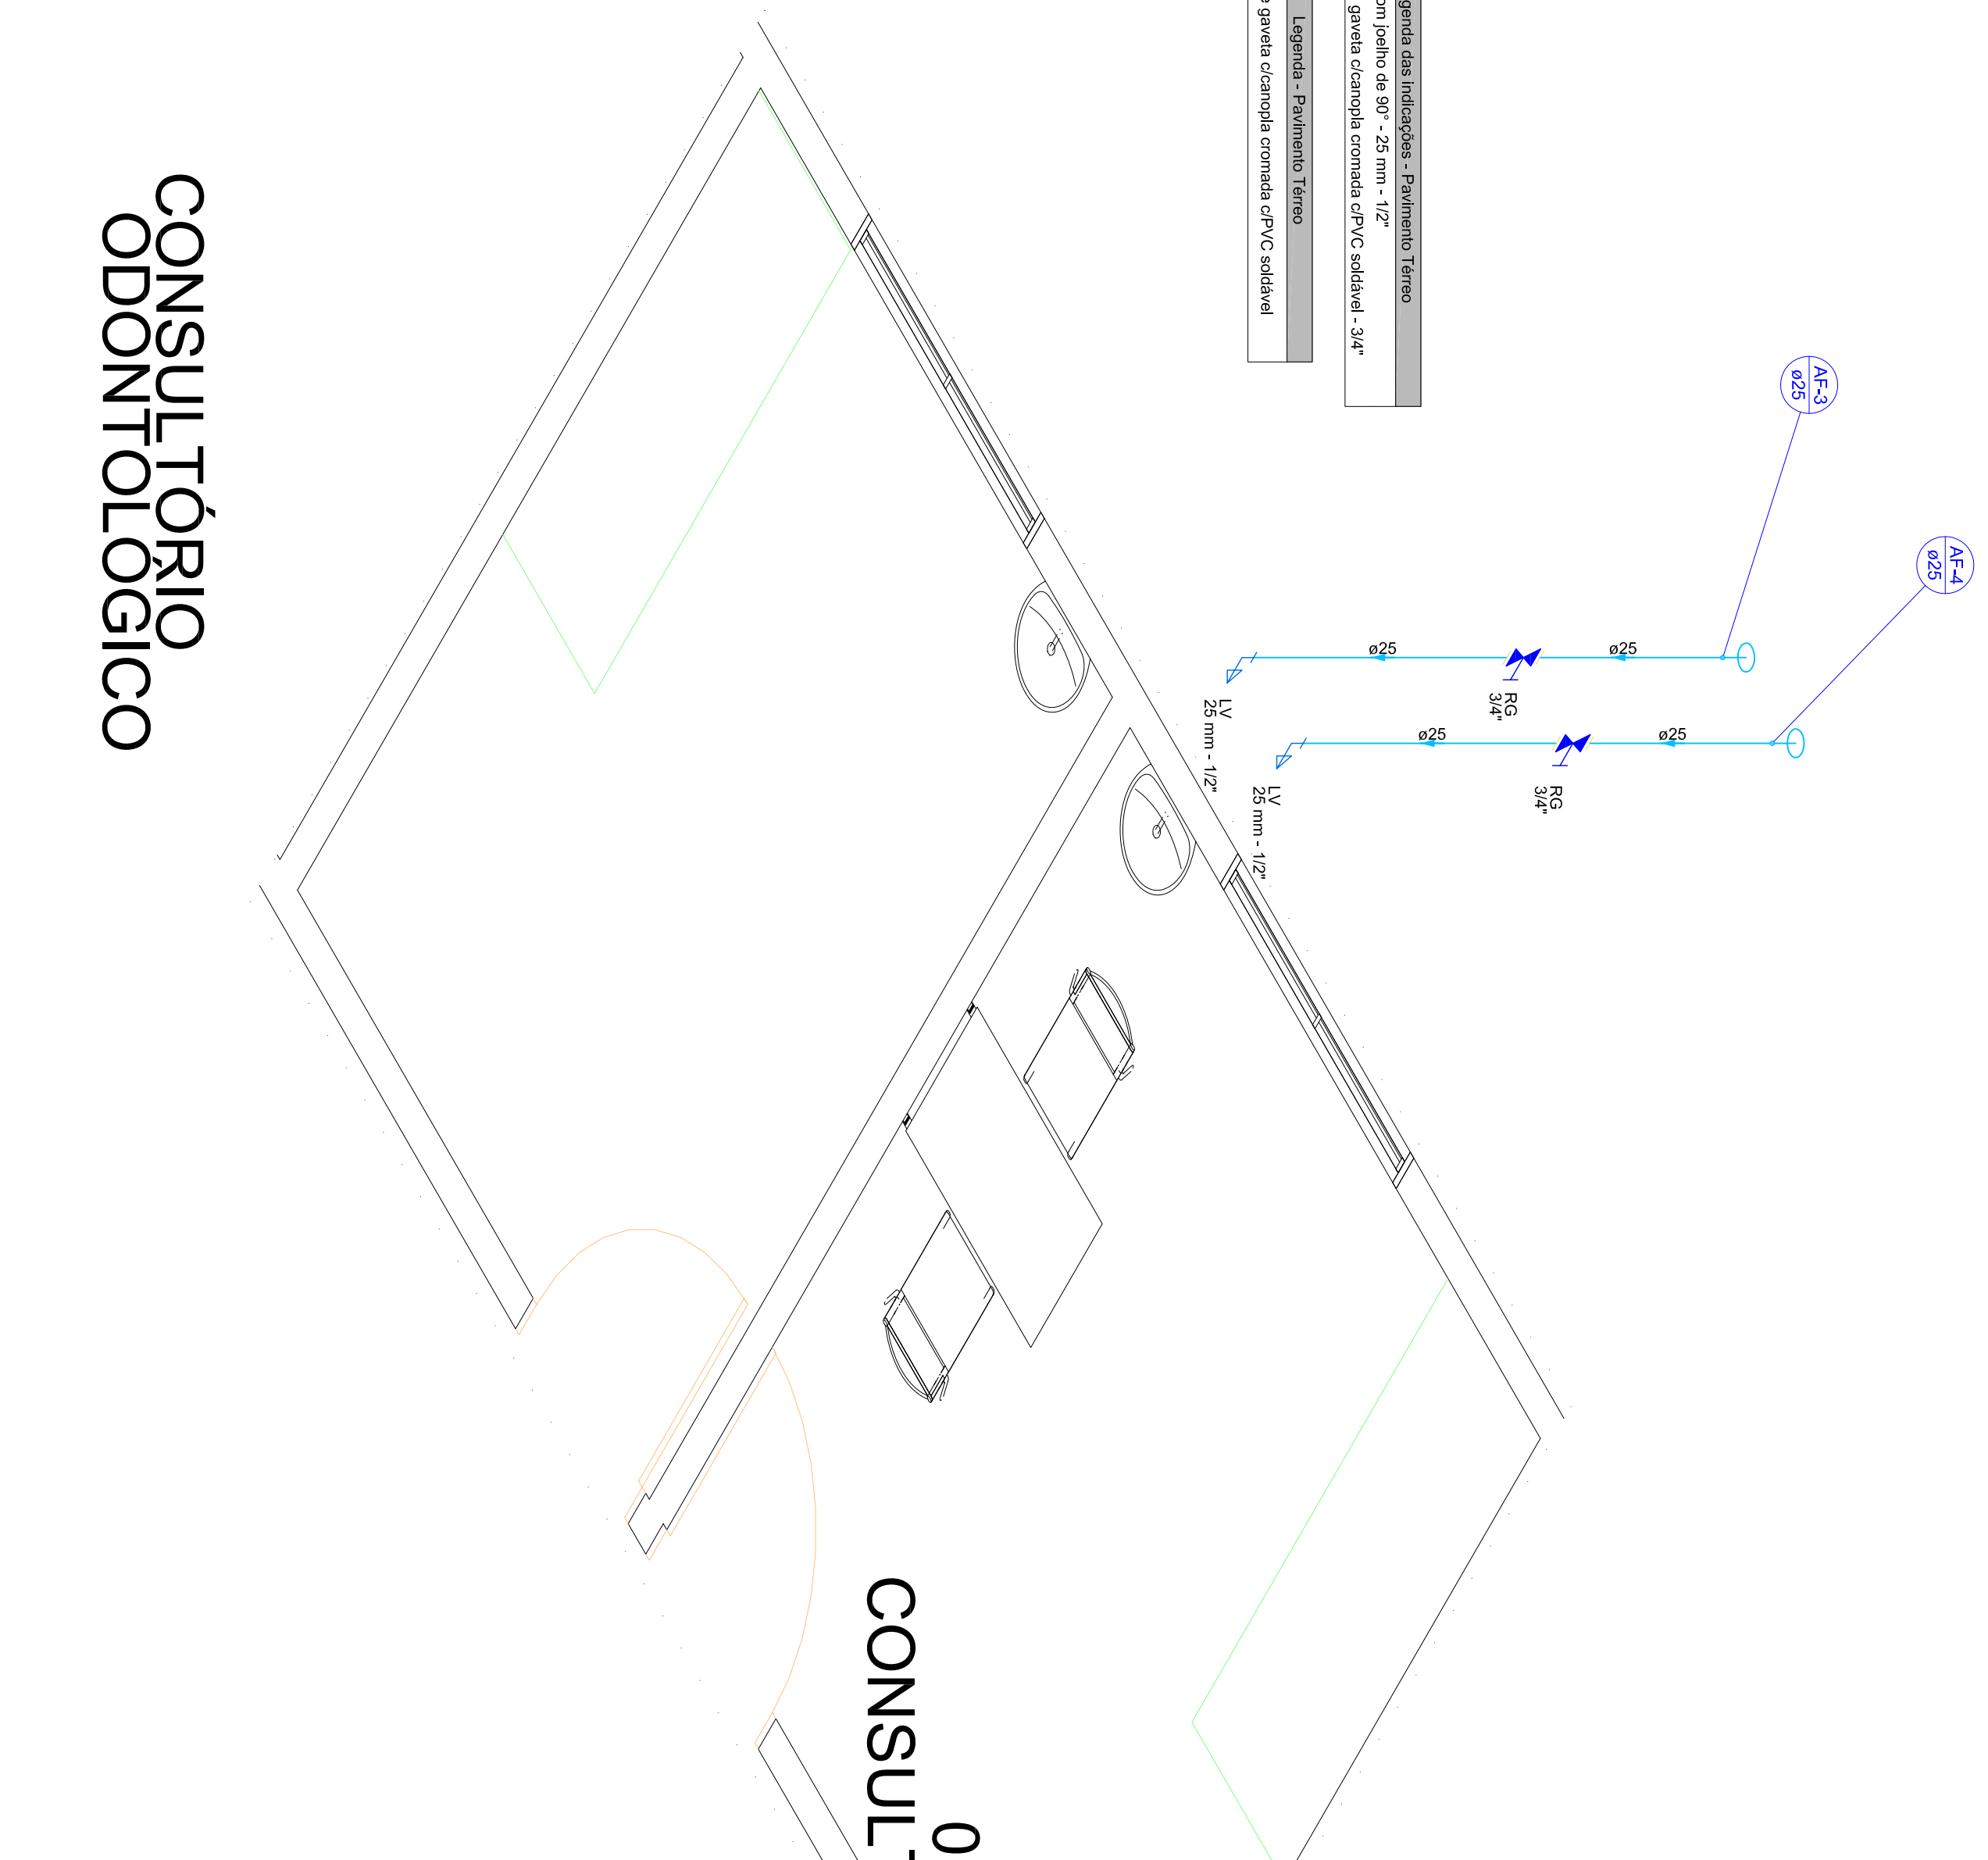 genda das indicações - Pavimento Térreo
om joelho de 90° - 25 mm - 1/2"
gaveta c/canopla cromada c/PVC soldável - 3/4"
Legenda - Pavimento Térreo
e gaveta c/canopla cromada c/PVC soldável
AF-3
ø25
AF-4
ø25
ø25
ø25
RG
3/4"
LV
25 mm - 1/2"
ø25
ø25
RG
3/4"
LV
25 mm - 1/2"
CONSULTÓRIO
ODONTOLÓGICO
0
CONSUL